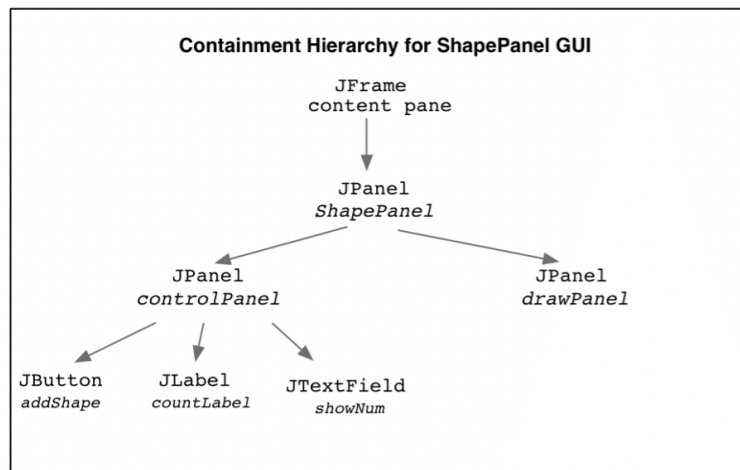 Containment Hierarchy for ShapePanel GUI
JFrame
content pane
JPanel
ShapePanel
JPanel
controlPanel
JPanel
drawPanel
JButton
addShape
JLabel
countLabel
JTextField
showNum